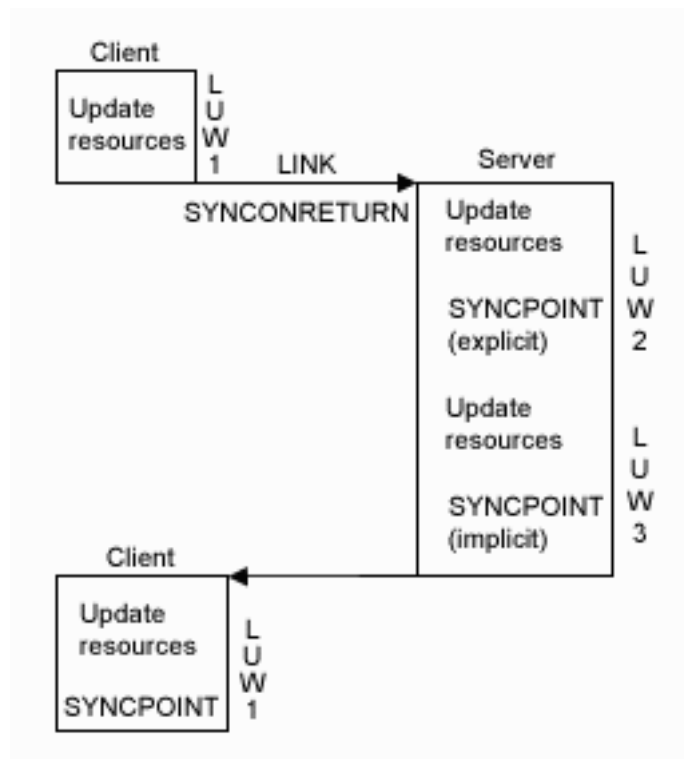 Client
Update
resources
L
U
W
1
LINK
SYNCONRETURN
Server
Update
resources
SYNCPOINT
(explicit)
L
U
W
2
Update
resources
SYNCPOINT
(implicit)
L
U
W
3
Client
Update
resources
SYNCPOINT
L
U
W
1